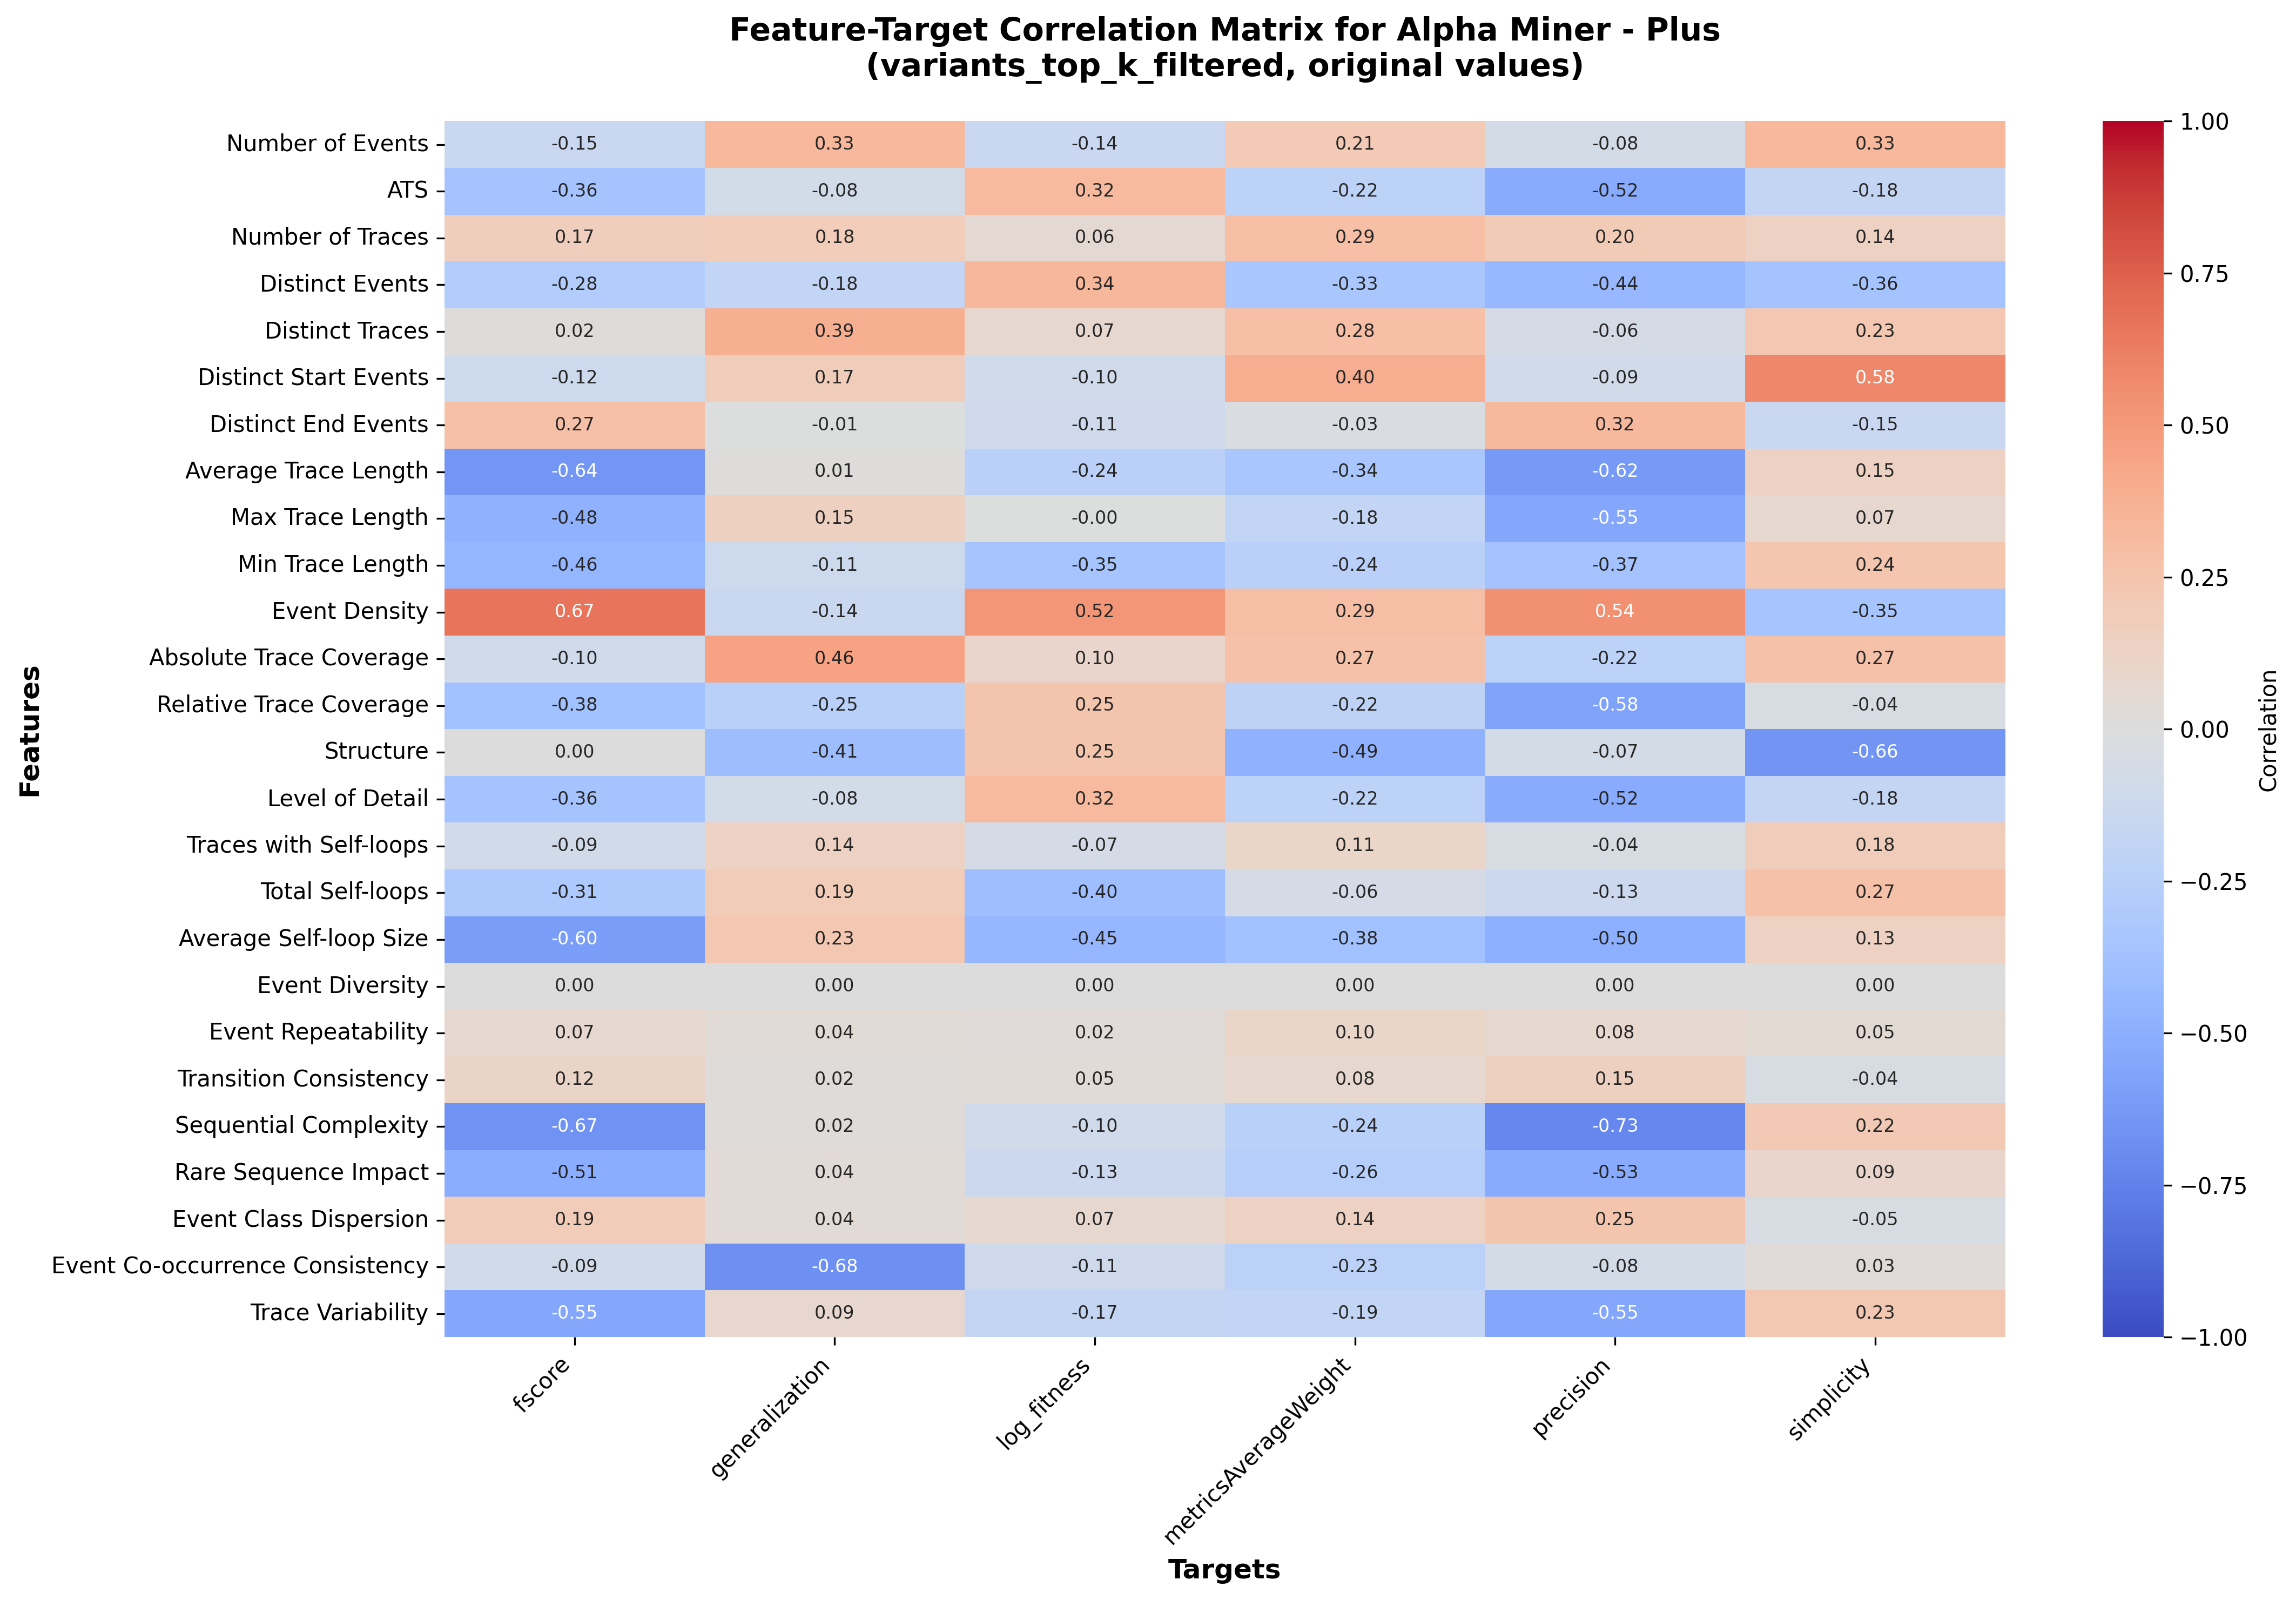 Feature-Target Correlation Matrix for Alpha Miner - Plus
(variants_top_k_filtered, original values)
Features
Number of Events -0.15 0.33 -0.14 0.21 -0.08 0.33
ATS -0.36 -0.08 0.32 -0.22 -0.52 -0.18
Number of Traces 0.17 0.18 0.06 0.29 0.20 0.14
Distinct Events -0.28 -0.18 0.34 -0.33 -0.44 -0.36
Distinct Traces 0.02 0.39 0.07 0.28 -0.06 0.23
Distinct Start Events -0.12 0.17 -0.10 0.40 -0.09 0.58
Distinct End Events 0.27 -0.01 -0.11 -0.03 0.32 -0.15
Average Trace Length -0.64 0.01 -0.24 -0.34 -0.62 0.15
Max Trace Length -0.48 0.15 -0.00 -0.18 -0.55 0.07
Min Trace Length -0.46 -0.11 -0.35 -0.24 -0.37 0.24
Event Density 0.67 -0.14 0.52 0.29 0.54 -0.35
Absolute Trace Coverage -0.10 0.46 0.10 0.27 -0.22 0.27
Relative Trace Coverage -0.38 -0.25 0.25 -0.22 -0.58 -0.04
Structure 0.00 -0.41 0.25 -0.49 -0.07 -0.66
Level of Detail -0.36 -0.08 0.32 -0.22 -0.52 -0.18
Traces with Self-loops -0.09 0.14 -0.07 0.11 -0.04 0.18
Total Self-loops -0.31 0.19 -0.40 -0.06 -0.13 0.27
Average Self-loop Size -0.60 0.23 -0.45 -0.38 -0.50 0.13
Event Diversity 0.00 0.00 0.00 0.00 0.00 0.00
Event Repeatability 0.07 0.04 0.02 0.10 0.08 0.05
Transition Consistency 0.12 0.02 0.05 0.08 0.15 -0.04
Sequential Complexity -0.67 0.02 -0.10 -0.24 -0.73 0.22
Rare Sequence Impact -0.51 0.04 -0.13 -0.26 -0.53 0.09
Event Class Dispersion 0.19 0.04 0.07 0.14 0.25 -0.05
Event Co-occurrence Consistency -0.09 -0.68 -0.11 -0.23 -0.08 0.03
Trace Variability -0.55 0.09 -0.17 -0.19 -0.55 0.23
fscore generalization log_fitness metricsAverageWeight precision simplicity
Targets
1.00
0.75
0.50
0.25
0.00
−0.25
−0.50
−0.75
−1.00
Correlation